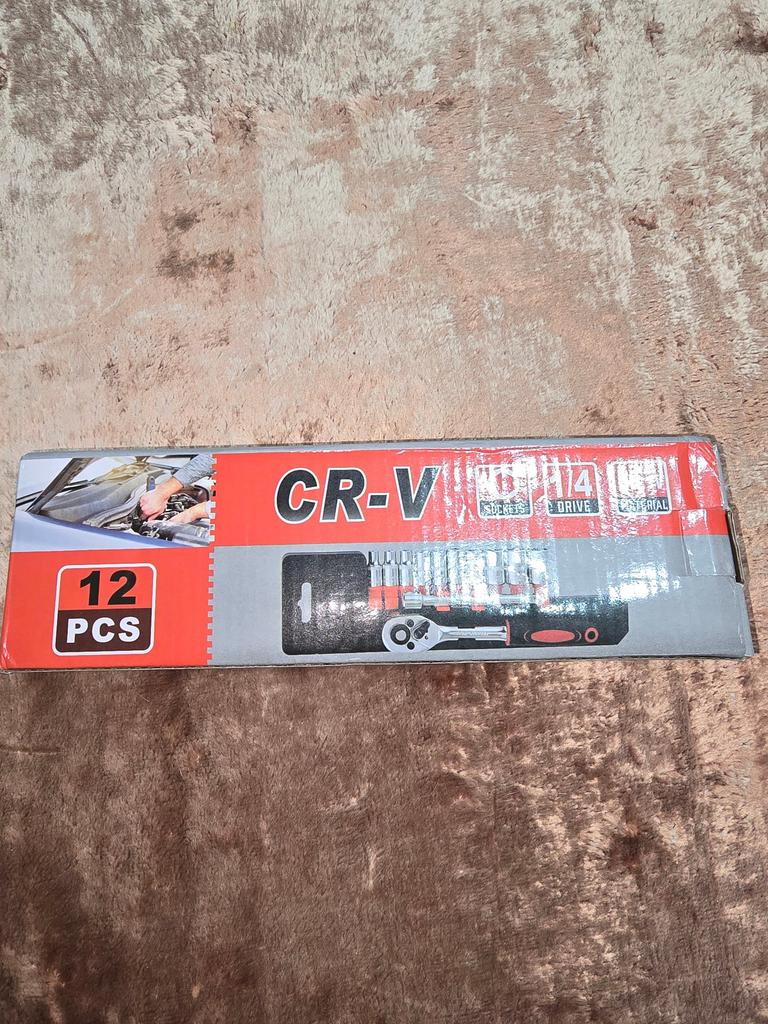 CR-V
SOCKETS
1/4
DRIVE
MATERIAL
12
PCS